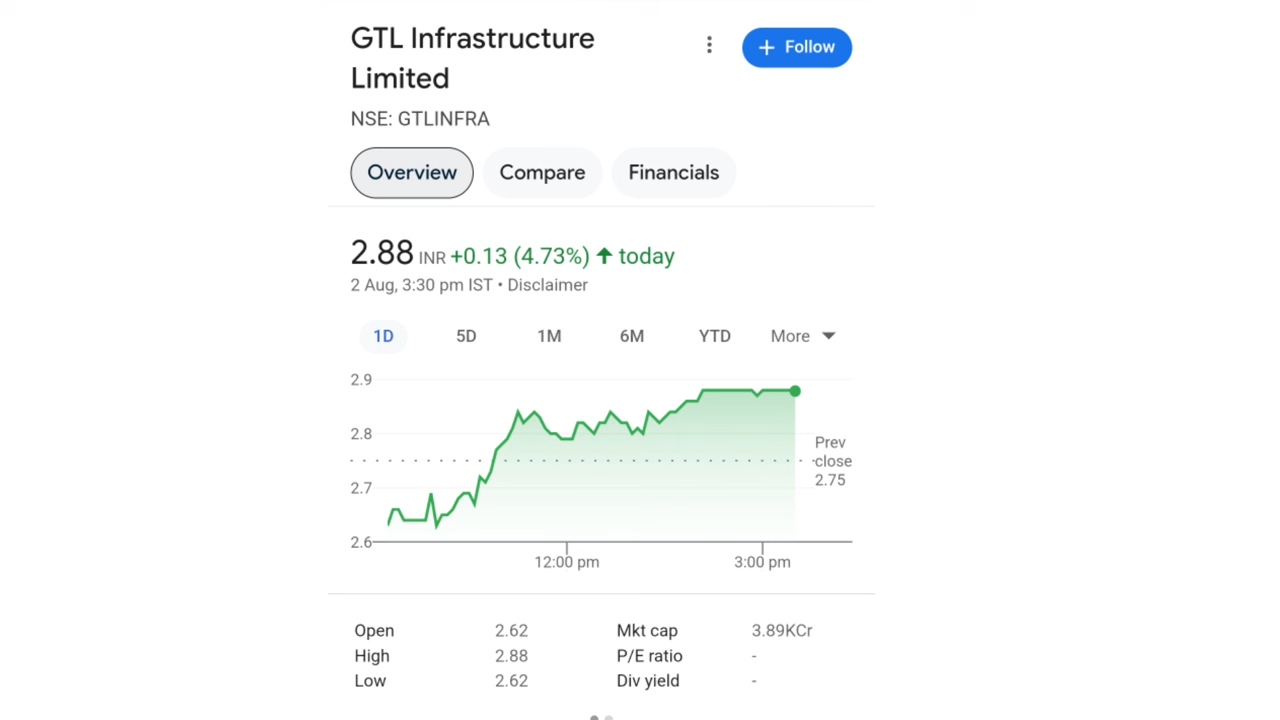 GTL Infrastructure
Limited
+ Follow
NSE: GTLINFRA
Overview
Compare
Financials
2.88 INR +0.13 (4.73%) ↑ today
2 Aug, 3:30 pm IST • Disclaimer
1D 5D 1M 6M YTD More
2.9
2.8
2.7
2.6
Prev
close
2.75
12:00 pm 3:00 pm
Open 2.62 Mkt cap 3.89KCr
High 2.88 P/E ratio -
Low 2.62 Div yield -